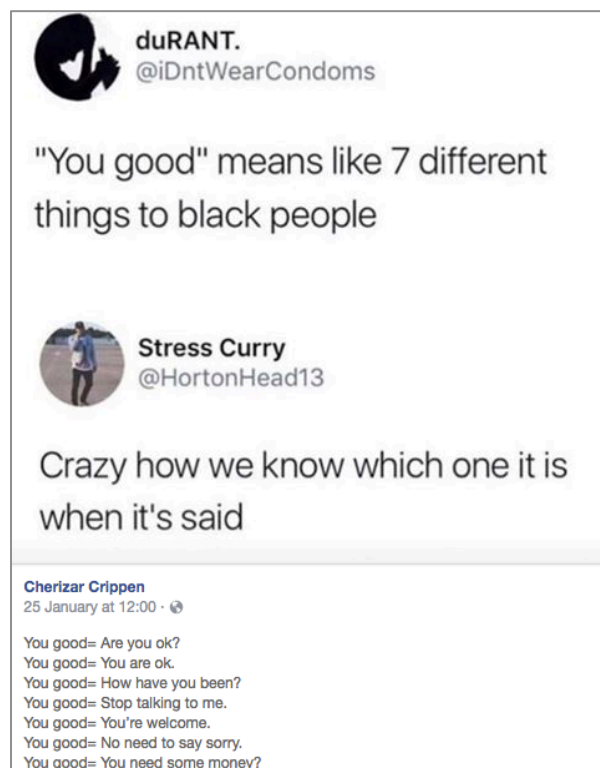 duRANT.
@iDntWearCondoms
"You good" means like 7 different
things to black people
Stress Curry
@HortonHead13
Crazy how we know which one it is
when it's said
Cherizar Crippen
25 January at 12:00 ·
You good= Are you ok?
You good= You are ok.
You good= How have you been?
You good= Stop talking to me.
You good= You're welcome.
You good= No need to say sorry.
You good= You need some money?